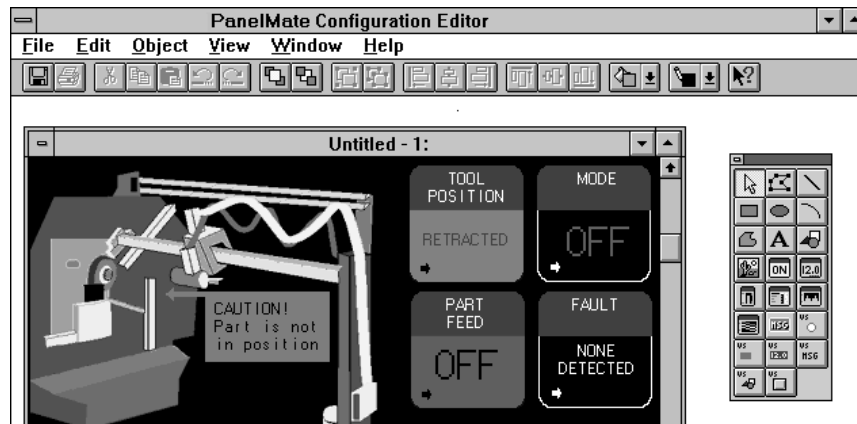 PanelMate Configuration Editor
File Edit Object View Window Help
Untitled - 1:
TOOL
POSITION
RETRACTED
MODE
OFF
CAUTION!
Part is not
in position
PART
FEED
OFF
FAULT
NONE
DETECTED
A
ON
12.0
MSG
VS
VS
VS
VS
MSG
VS
VS